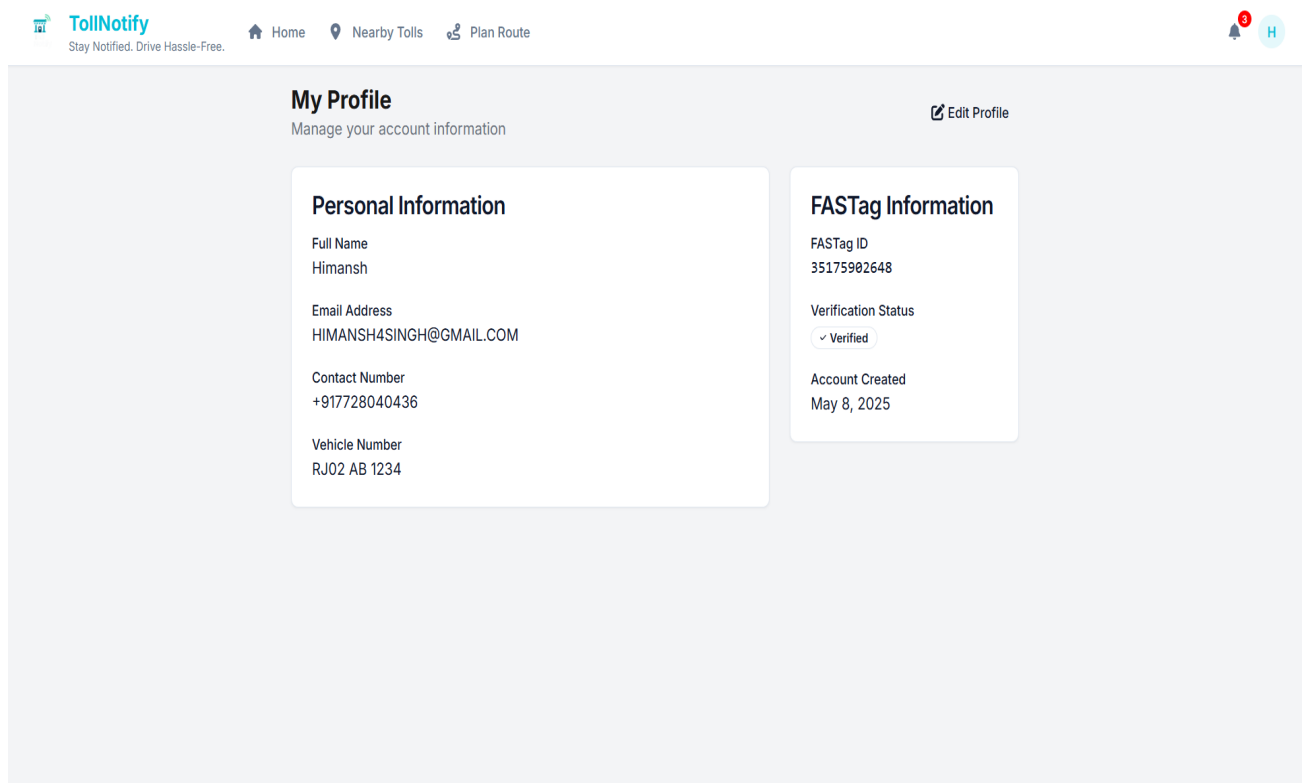 TollNotify
Stay Notified. Drive Hassle-Free.
Home
Nearby Tolls
Plan Route
3
H
My Profile
Manage your account information
Edit Profile
Personal Information
Full Name
Himansh
Email Address
HIMANSH4SINGH@GMAIL.COM
Contact Number
+917728040436
Vehicle Number
RJ02 AB 1234
FASTag Information
FASTag ID
35175902648
Verification Status
Verified
Account Created
May 8, 2025